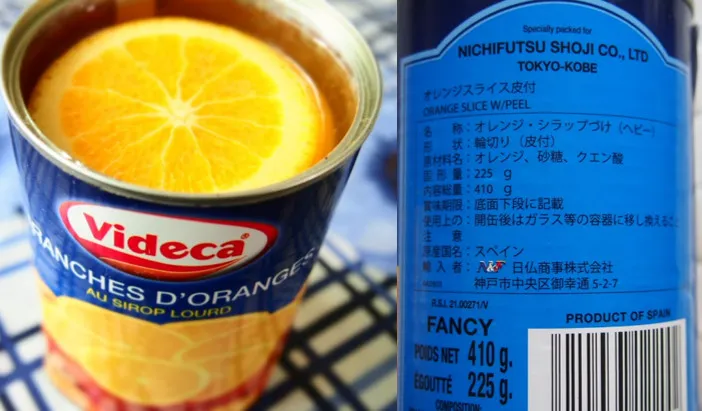 Videca
TRANCHES D'ORANGES
AU SIROP LOURD
Specially packed for
NICHIFUTSU SHOJI CO., LTD
TOKYO-KOBE
オレンジスライス皮付
ORANGE SLICE W/PEEL
名 称：オレンジ・シラップづけ（ヘビー）
形 状：輪切り（皮付）
原材料名：オレンジ、砂糖、クエン酸
固 形 量：225 g
内容総量：410 g
賞味期限：底面下段に記載
使用上の：開缶後はガラス等の容器に移し換えること
注 意
原産国名：スペイン
輸 入 者：N&F 日仏商事株式会社
神戸市中央区御幸通 5-2-7
R.S.I. 21.00271/V
PRODUCT OF SPAIN
FANCY
POIDS NET 410 g.
ÉGOUTTÉ 225 g.
COMPOSITION: